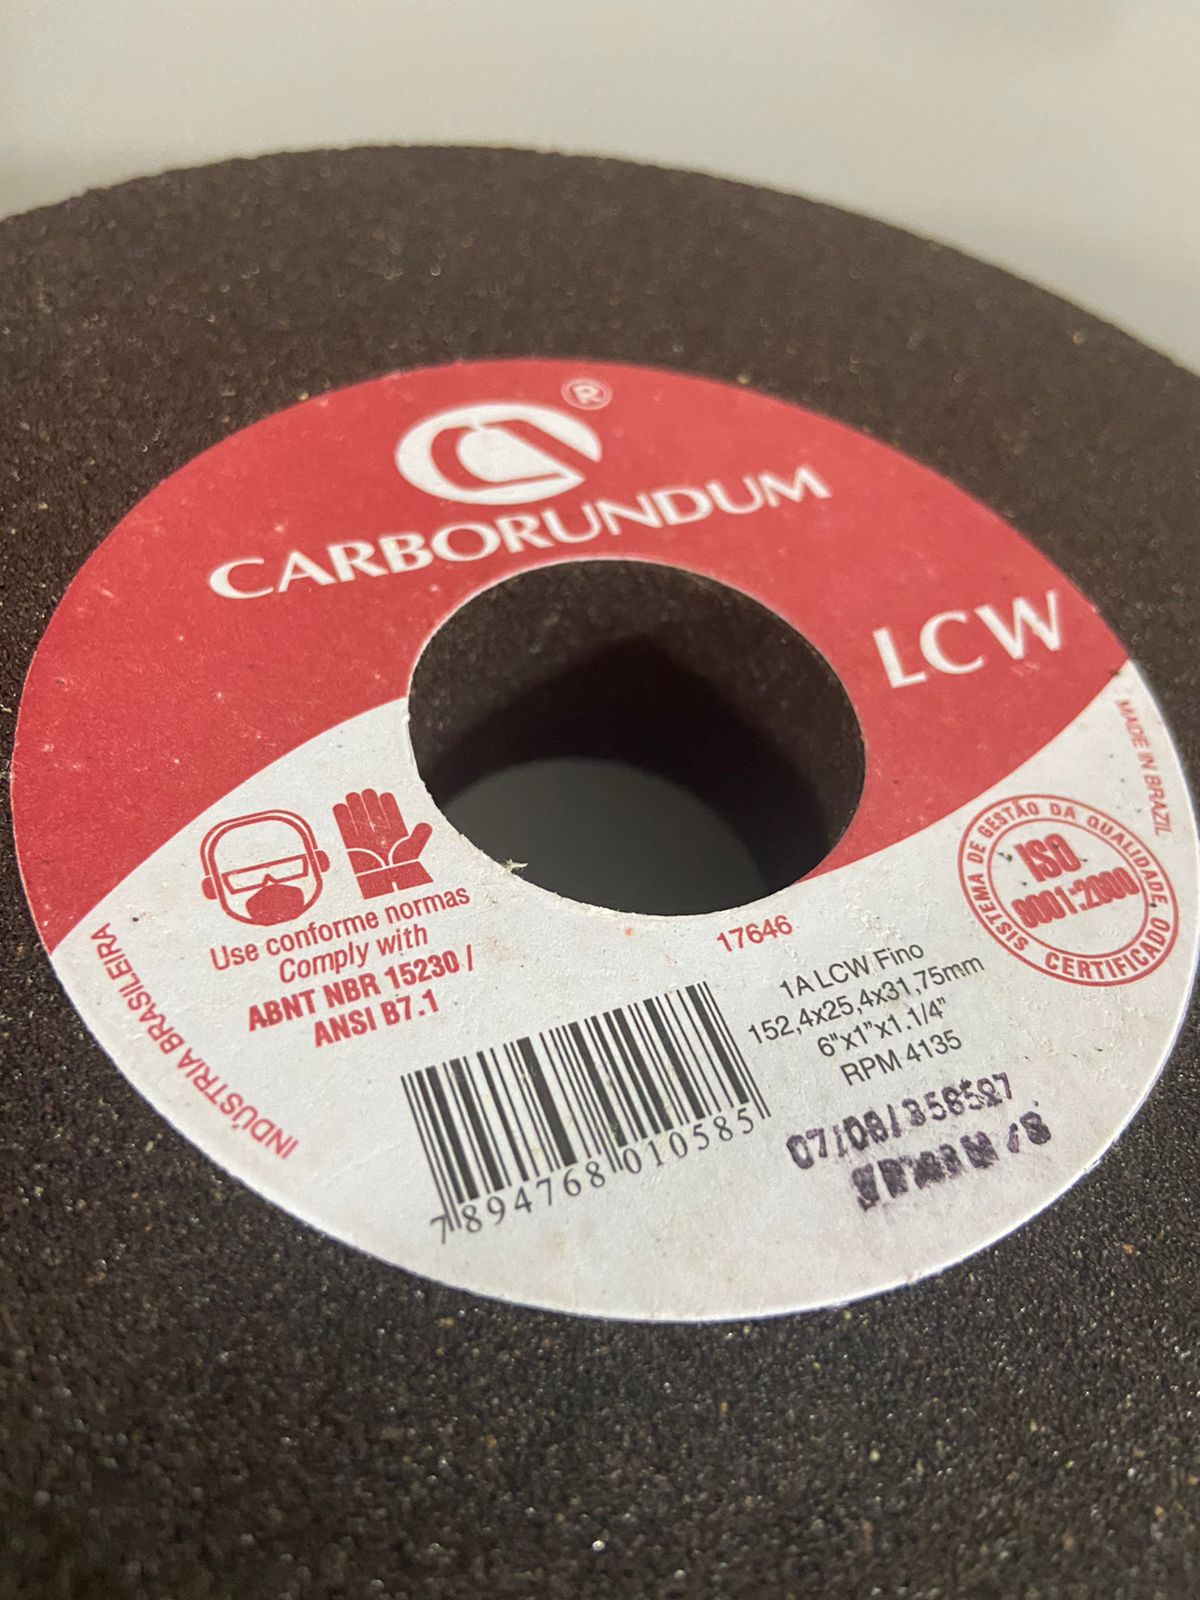 ®
CARBORUNDUM
LCW
MADE IN BRAZIL
SISTEMA DE GESTÃO DA QUALIDADE
ISO
9001:2000
CERTIFICADO
Use conforme normas
Comply with
ABNT NBR 15230 /
ANSI B7.1
INDÚSTRIA BRASILEIRA
17646
1A LCW Fino
152,4x25,4x31,75mm
6"x1"x1.1/4"
RPM 4135
7894768010585